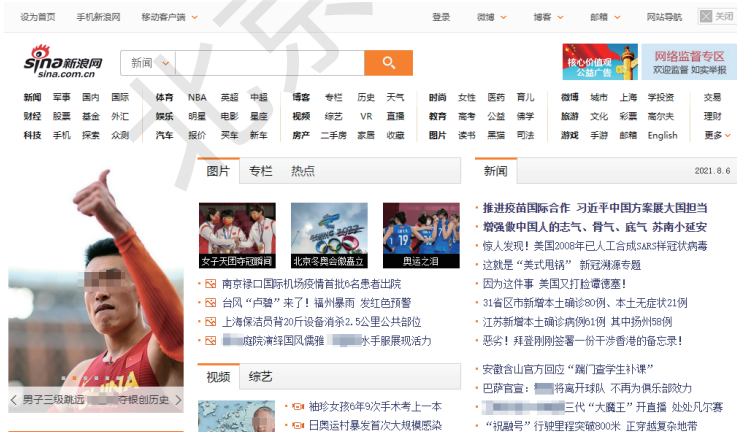 设为首页 手机新浪网 移动客户端 登录 微博 博客 邮箱 网站导航 关闭
北京
sina新浪网
sina.com.cn
新闻
核心价值观
公益广告
网络监督专区
欢迎监督 如实举报
新闻 军事 国内 国际 体育 NBA 英超 中超 博客 专栏 历史 天气 时尚 女性 医药 育儿 微博 城市 上海 学投资 交易
财经 股票 基金 外汇 娱乐 明星 电影 星座 视频 综艺 VR 直播 教育 高考 公益 佛学 旅游 文化 彩票 高尔夫 理财
科技 手机 探索 众测 汽车 报价 买车 新车 房产 二手房 家居 收藏 图片 读书 黑猫 司法 游戏 手游 邮箱 English 更多
男子三级跳远 夺银创历史
图片 专栏 热点
女子天团夺冠瞬间
北京冬奥会徽矗立
奥运之泪
南京禄口国际机场疫情首批6名患者出院
台风“卢碧”来了！福州暴雨 发红色预警
上海保洁员背20斤设备消杀2.5公里公共部位
庭院演绎国风儒雅 水手服展现活力
视频 综艺
袖珍女孩6年9次手术考上一本
日奥运村暴发首次大规模感染
新闻 2021.8.6
推进疫苗国际合作 习近平中国方案展大国担当
增强做中国人的志气、骨气、底气 苏南小延安
惊人发现！美国2008年已人工合成SARS样冠状病毒
这就是“美式甩锅” 新冠溯源专题
因为这件事 美国又打脸谭德塞!
31省区市新增本土确诊80例、本土无症状21例
江苏新增本土确诊病例61例 其中扬州58例
恶劣！拜登刚刚签署一份干涉香港的备忘录！
安徽含山官方回应“踹门查学生补课”
巴萨官宣： 将离开球队 不再为俱乐部效力
三代“大魔王”开直播 处处凡尔赛
“祝融号”行驶里程突破800米 正穿越复杂地带